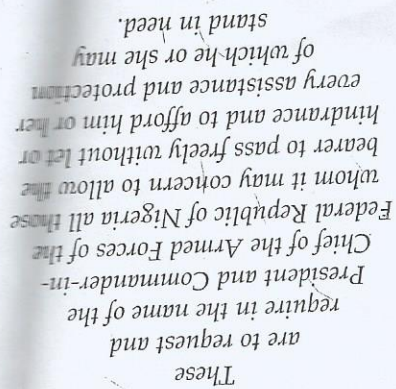 These
are to request and
require in the name of the
President and Commander-in-
Chief of the Armed Forces of the
Federal Republic of Nigeria all those
whom it may concern to allow the
bearer to pass freely without let or
hindrance and to afford him or her
every assistance and protection
of which he or she may
stand in need.